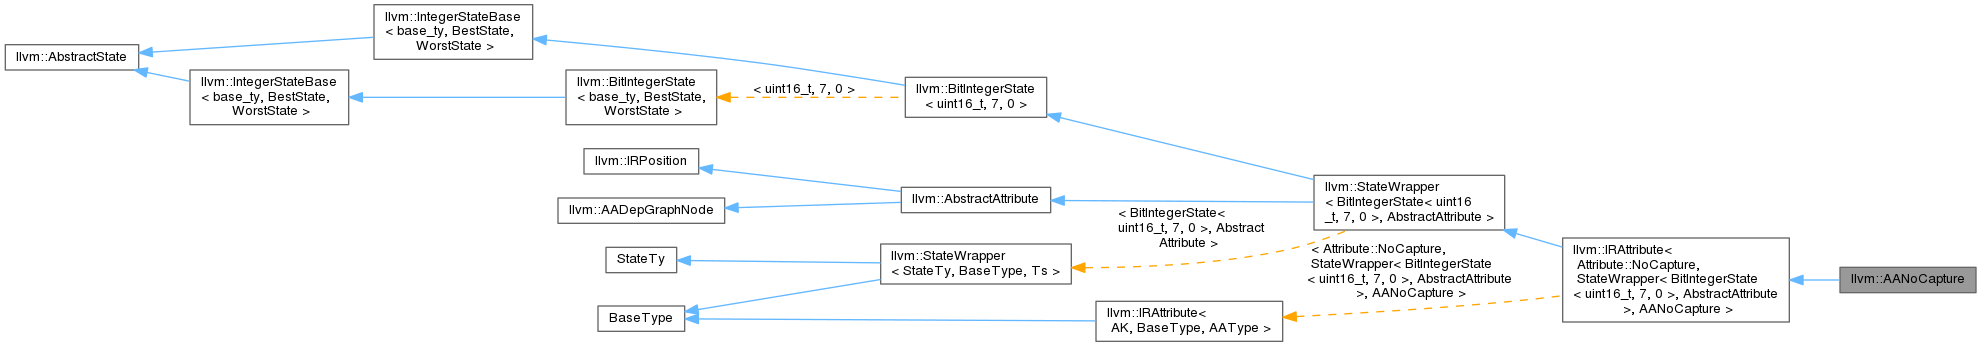 llvm::IntegerStateBase
< base_ty, BestState,
WorstState >
llvm::AbstractState
llvm::IntegerStateBase
< base_ty, BestState,
WorstState >
llvm::BitIntegerState
< base_ty, BestState,
WorstState >
< uint16_t, 7, 0 >
llvm::BitIntegerState
< uint16_t, 7, 0 >
llvm::IRPosition
llvm::AADepGraphNode
llvm::AbstractAttribute
llvm::StateWrapper
< BitIntegerState< uint16
_t, 7, 0 >, AbstractAttribute >
< BitIntegerState<
uint16_t, 7, 0 >, Abstract
Attribute >
StateTy
llvm::StateWrapper
< StateTy, BaseType, Ts >
< Attribute::NoCapture,
StateWrapper< BitIntegerState
< uint16_t, 7, 0 >, AbstractAttribute
>, AANoCapture >
llvm::IRAttribute<
Attribute::NoCapture,
StateWrapper< BitIntegerState
< uint16_t, 7, 0 >, AbstractAttribute
>, AANoCapture >
llvm::AANoCapture
BaseType
llvm::IRAttribute<
AK, BaseType, AAType >